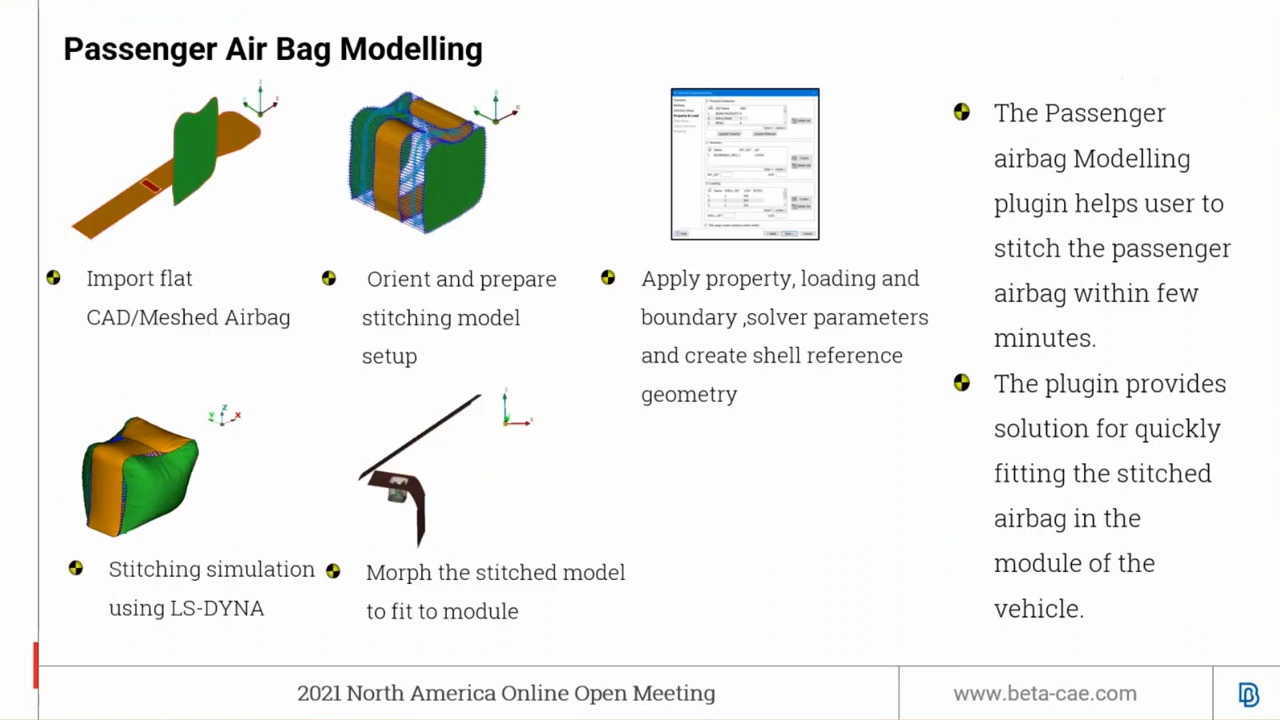 Passenger Air Bag Modelling
Import flat
CAD/Meshed Airbag
Orient and prepare
stitching model
setup
Apply property, loading and
boundary ,solver parameters
and create shell reference
geometry
Stitching simulation
using LS-DYNA
Morph the stitched model
to fit to module
The Passenger
airbag Modelling
plugin helps user to
stitch the passenger
airbag within few
minutes.
The plugin provides
solution for quickly
fitting the stitched
airbag in the
module of the
vehicle.
2021 North America Online Open Meeting
www.beta-cae.com